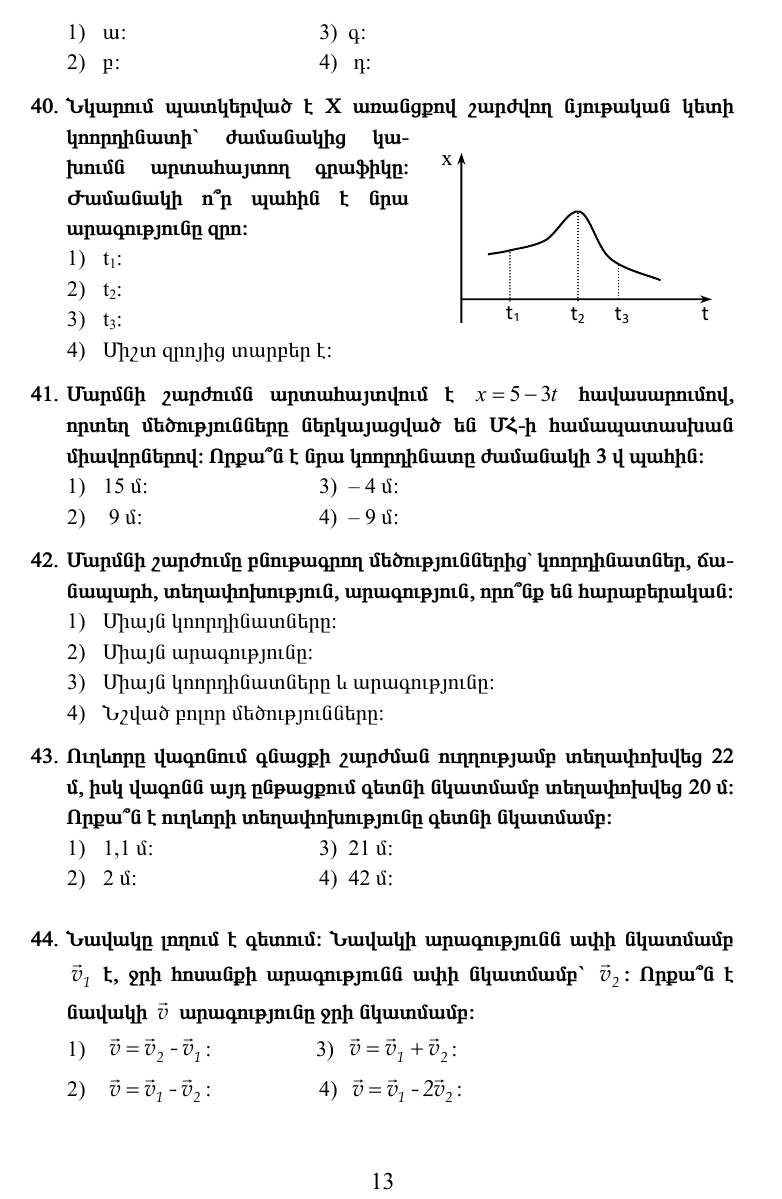 1) ա: 3) գ:
2) բ: 4) դ:
40. Նկարում պատկերված է X առանցքով շարժվող նյութական կետի
կոորդինատի՝ ժամանակից կա-
խումն արտահայտող գրաֆիկը:
Ժամանակի ո՞ր պահին է նրա
արագությունը զրո:
1) t₁:
2) t₂:
3) t₃:
4) Միշտ զրոյից տարբեր է:
x
t₁ t₂ t₃ t
41. Մարմնի շարժումն արտահայտվում է x = 5 – 3t հավասարումով,
որտեղ մեծությունները ներկայացված են ՄՀ-ի համապատասխան
միավորներով: Որքա՞ն է նրա կոորդինատը ժամանակի 3 վ պահին:
1) 15 մ: 3) – 4 մ:
2) 9 մ: 4) – 9 մ:
42. Մարմնի շարժումը բնութագրող մեծություններից՝ կոորդինատներ, ճա-
նապարհ, տեղափոխություն, արագություն, որո՞նք են հարաբերական:
1) Միայն կոորդինատները:
2) Միայն արագությունը:
3) Միայն կոորդինատները և արագությունը:
4) Նշված բոլոր մեծությունները:
43. Ուղևորը վագոնում գնացքի շարժման ուղղությամբ տեղափոխվեց 22
մ, իսկ վագոնն այդ ընթացքում գետնի նկատմամբ տեղափոխվեց 20 մ:
Որքա՞ն է ուղևորի տեղափոխությունը գետնի նկատմամբ:
1) 1,1 մ: 3) 21 մ:
2) 2 մ: 4) 42 մ:
44. Նավակը լողում է գետում: Նավակի արագությունն ափի նկատմամբ
v⃗₁ է, ջրի հոսանքի արագությունն ափի նկատմամբ՝ v⃗₂: Որքա՞ն է
նավակի v⃗ արագությունը ջրի նկատմամբ:
1) v⃗ = v⃗₂ - v⃗₁: 3) v⃗ = v⃗₁ + v⃗₂:
2) v⃗ = v⃗₁ - v⃗₂: 4) v⃗ = v⃗₁ - 2v⃗₂:
13